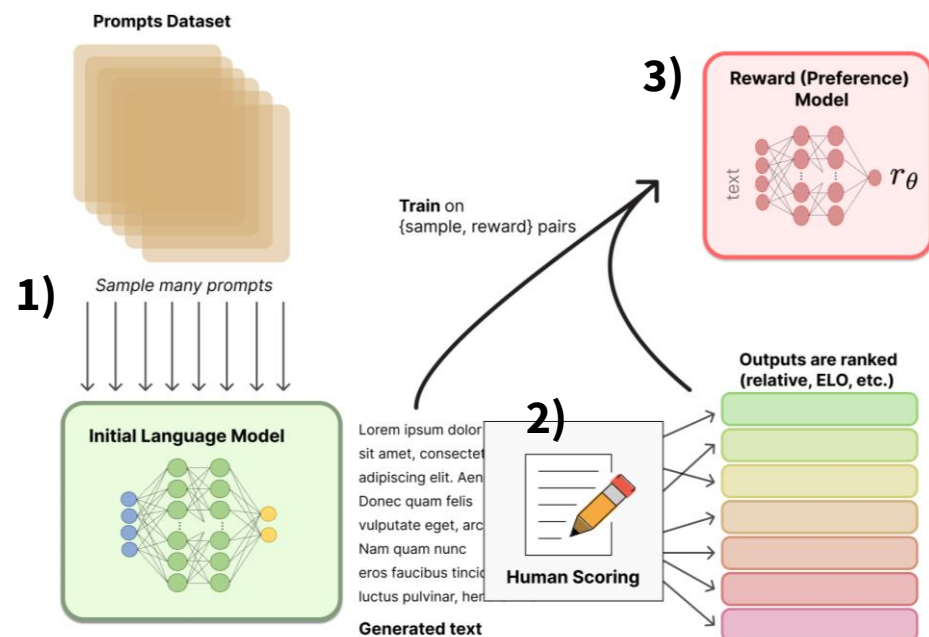 Prompts Dataset
3)
Reward (Preference)
Model
text
rθ
Train on
{sample, reward} pairs
1)
Sample many prompts
Outputs are ranked
(relative, ELO, etc.)
Initial Language Model
2)
Lorem ipsum dolor
sit amet, consectet
adipiscing elit. Aen
Donec quam felis
vulputate eget, arc
Nam quam nunc
eros faucibus tincid
luctus pulvinar, hen
Human Scoring
Generated text